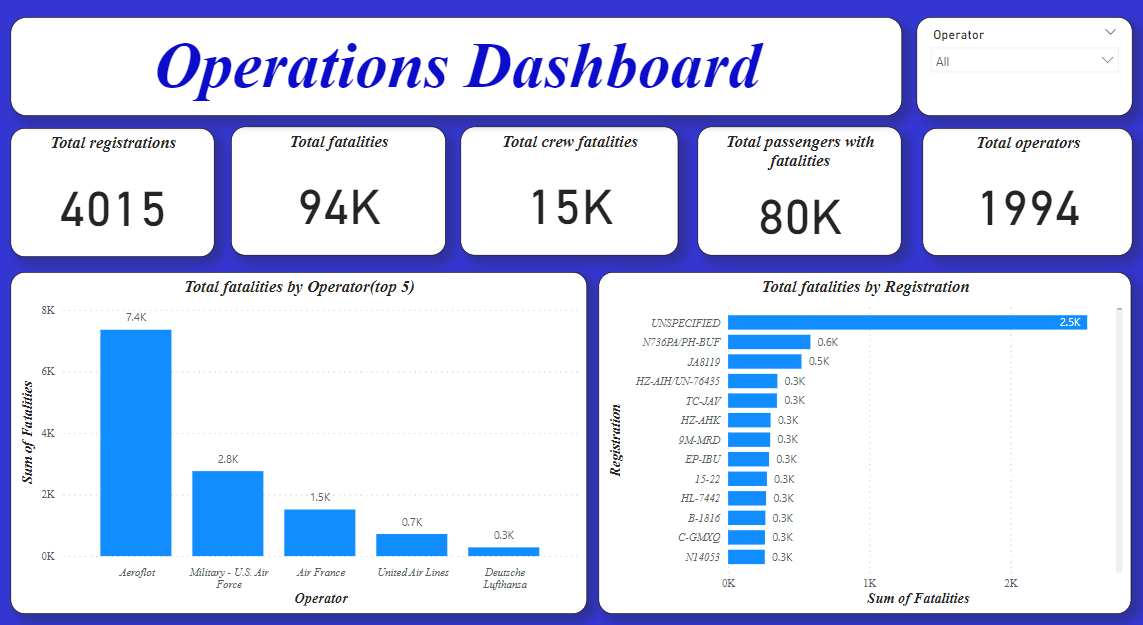 Operations Dashboard
Operator
All
Total registrations
4015
Total fatalities
94K
Total crew fatalities
15K
Total passengers with
fatalities
80K
Total operators
1994
Total fatalities by Operator(top 5)
Sum of Fatalities
8K
6K
4K
2K
0K
7.4K
2.8K
1.5K
0.7K
0.3K
Aeroflot
Military - U.S. Air
Force
Air France
United Air Lines
Deutsche
Lufthansa
Operator
Total fatalities by Registration
Registration
UNSPECIFIED 2.5K
N736PA/PH-BUF 0.6K
JA8119 0.5K
HZ-AIH/UN-76435 0.3K
TC-JAV 0.3K
HZ-AHK 0.3K
9M-MRD 0.3K
EP-IBU 0.3K
15-22 0.3K
HL-7442 0.3K
B-1816 0.3K
C-GMXQ 0.3K
N14053 0.3K
0K 1K 2K
Sum of Fatalities